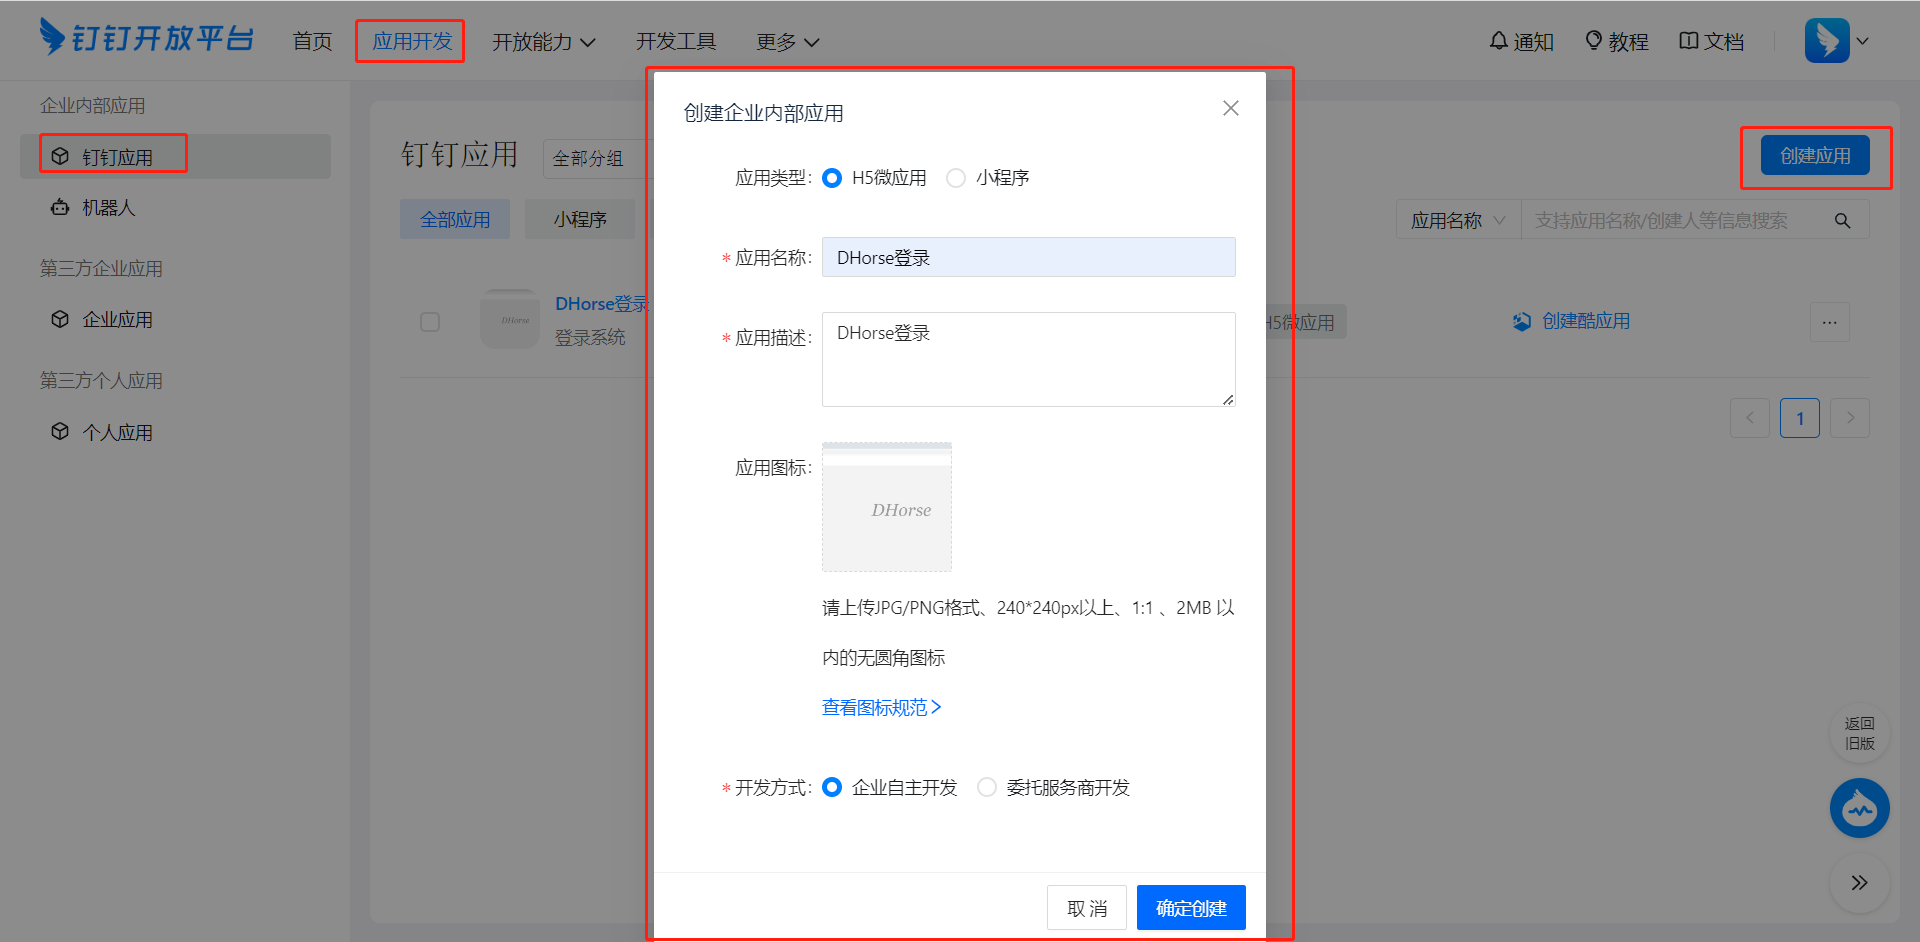 钉钉开放平台 首页 应用开发 开放能力 开发工具 更多 通知 教程 文档
企业内部应用
钉钉应用
机器人
第三方企业应用
企业应用
第三方个人应用
个人应用
钉钉应用 全部分组
创建应用
全部应用 小程序
应用名称 支持应用名称/创建人等信息搜索
DHorse
DHorse登录
登录系统
H5微应用
创建酷应用
...
1
创建企业内部应用
应用类型: H5微应用 小程序
* 应用名称: DHorse登录
* 应用描述: DHorse登录
应用图标:
DHorse
请上传JPG/PNG格式、240*240px以上、1:1 、2MB 以
内的无圆角图标
查看图标规范
* 开发方式: 企业自主开发 委托服务商开发
取 消 确定创建
返回
旧版